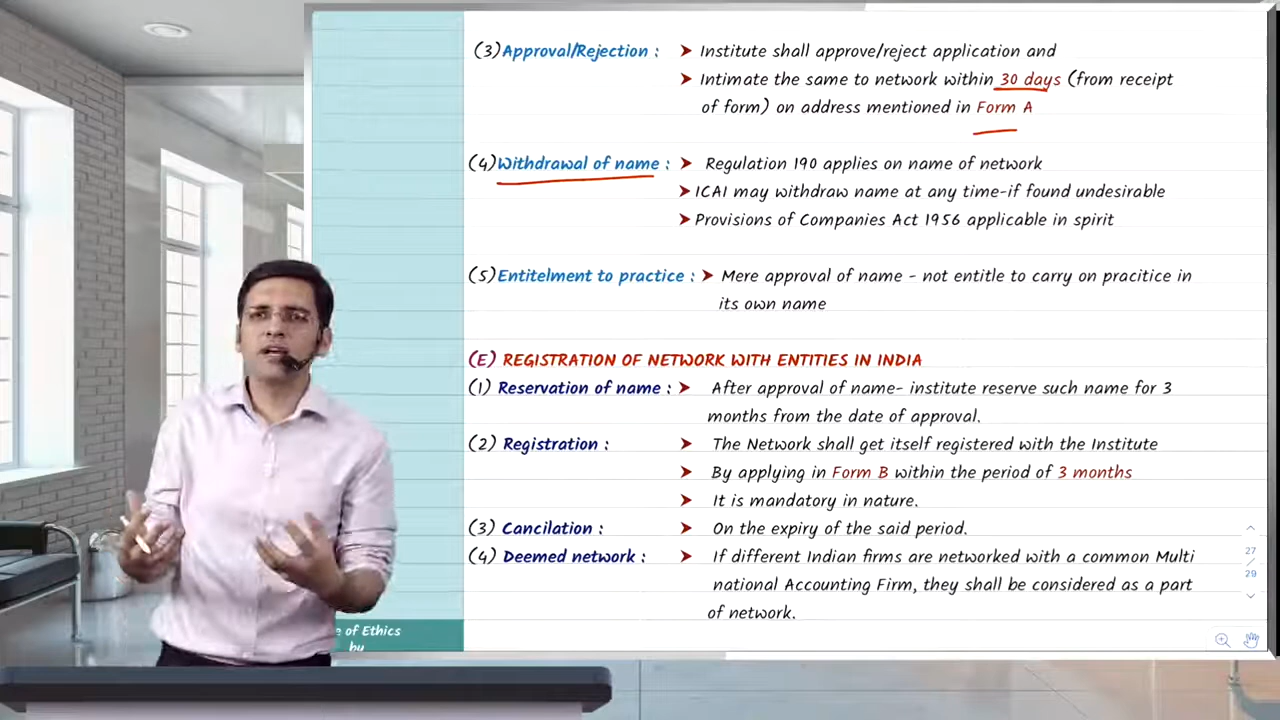 (3)Approval/Rejection : ➤ Institute shall approve/reject application and
➤ Intimate the same to network within 30 days (from receipt
of form) on address mentioned in Form A
(4)Withdrawal of name : ➤ Regulation 190 applies on name of network
➤ ICAI may withdraw name at any time-if found undesirable
➤ Provisions of Companies Act 1956 applicable in spirit
(5)Entitelment to practice : ➤ Mere approval of name - not entitle to carry on pracitice in
its own name
(E) REGISTRATION OF NETWORK WITH ENTITIES IN INDIA
(1) Reservation of name : ➤ After approval of name- institute reserve such name for 3
months from the date of approval.
(2) Registration : ➤ The Network shall get itself registered with the Institute
➤ By applying in Form B within the period of 3 months
➤ It is mandatory in nature.
(3) Cancilation : ➤ On the expiry of the said period.
(4) Deemed network : ➤ If different Indian firms are networked with a common Multi
national Accounting Firm, they shall be considered as a part
of network.
e of Ethics
by
27
/
29